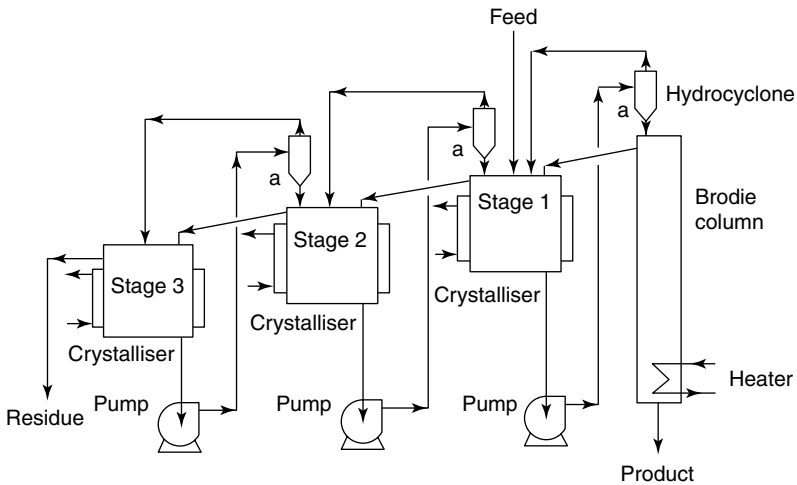 Feed
Hydrocyclone
a
a
a
Brodie
column
Stage 1
Stage 2
Stage 3
Crystalliser
Crystalliser
Crystalliser
Heater
Pump
Pump
Pump
Residue
Product